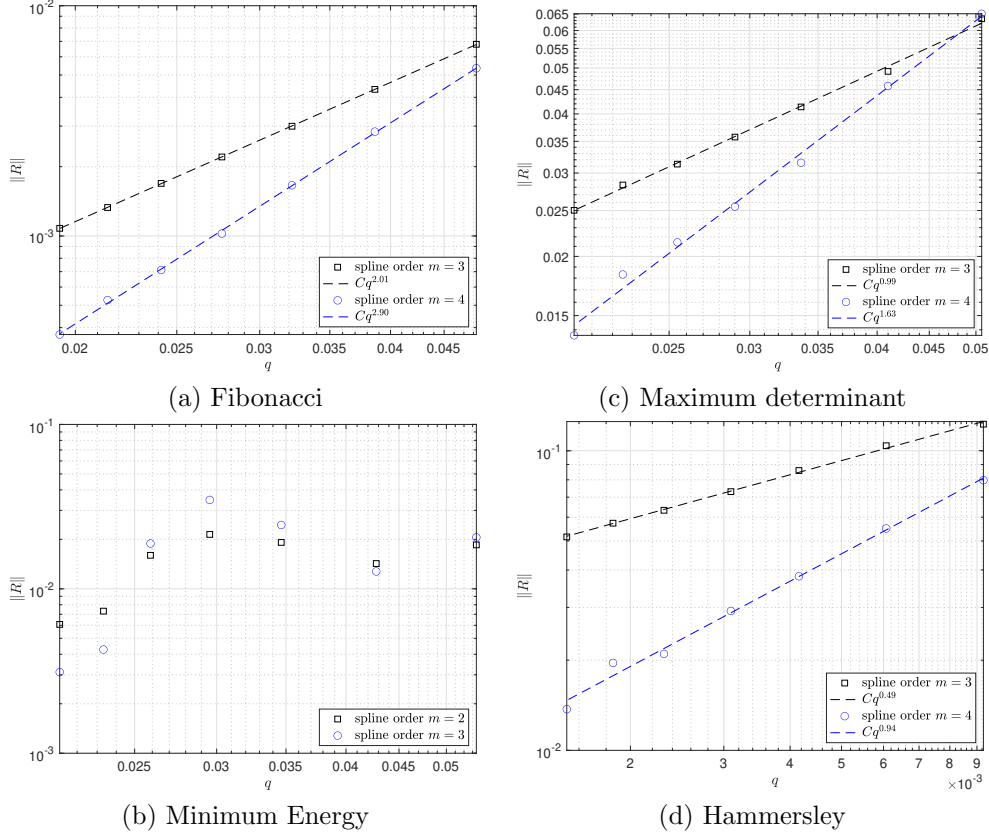 10^{-2}
10^{-3}
‖R‖
0.02
0.025
0.03
0.035
0.04
0.045
q
spline order m = 3
Cq^{2.01}
spline order m = 4
Cq^{2.90}
(a) Fibonacci
0.065
0.06
0.055
0.05
0.045
0.04
0.035
0.03
0.025
0.02
0.015
‖R‖
0.025
0.03
0.035
0.04
0.045
0.05
q
spline order m = 3
Cq^{0.99}
spline order m = 4
Cq^{1.63}
(c) Maximum determinant
10^{-1}
10^{-2}
10^{-3}
‖R‖
0.025
0.03
0.035
0.04
0.045
0.05
q
spline order m = 2
spline order m = 3
(b) Minimum Energy
10^{-1}
10^{-2}
‖R‖
2
3
4
5
6
7
8
9
×10^{-3}
q
spline order m = 3
Cq^{0.49}
spline order m = 4
Cq^{0.94}
(d) Hammersley